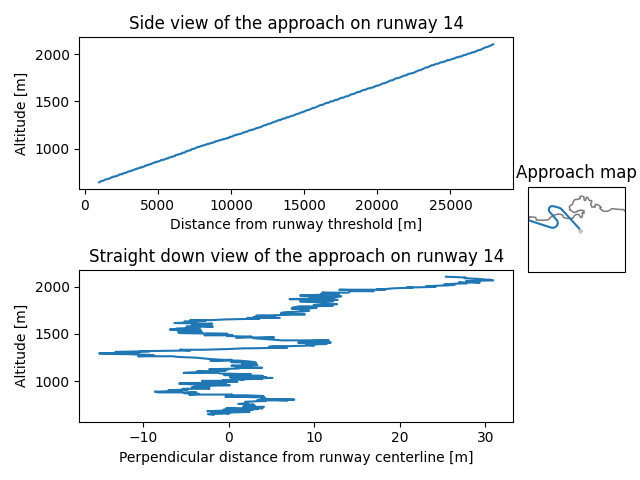 Side view of the approach on runway 14
Altitude [m]
2000
1500
1000
0 5000 10000 15000 20000 25000
Distance from runway threshold [m]
Approach map
Straight down view of the approach on runway 14
Altitude [m]
2000
1500
1000
−10 0 10 20 30
Perpendicular distance from runway centerline [m]